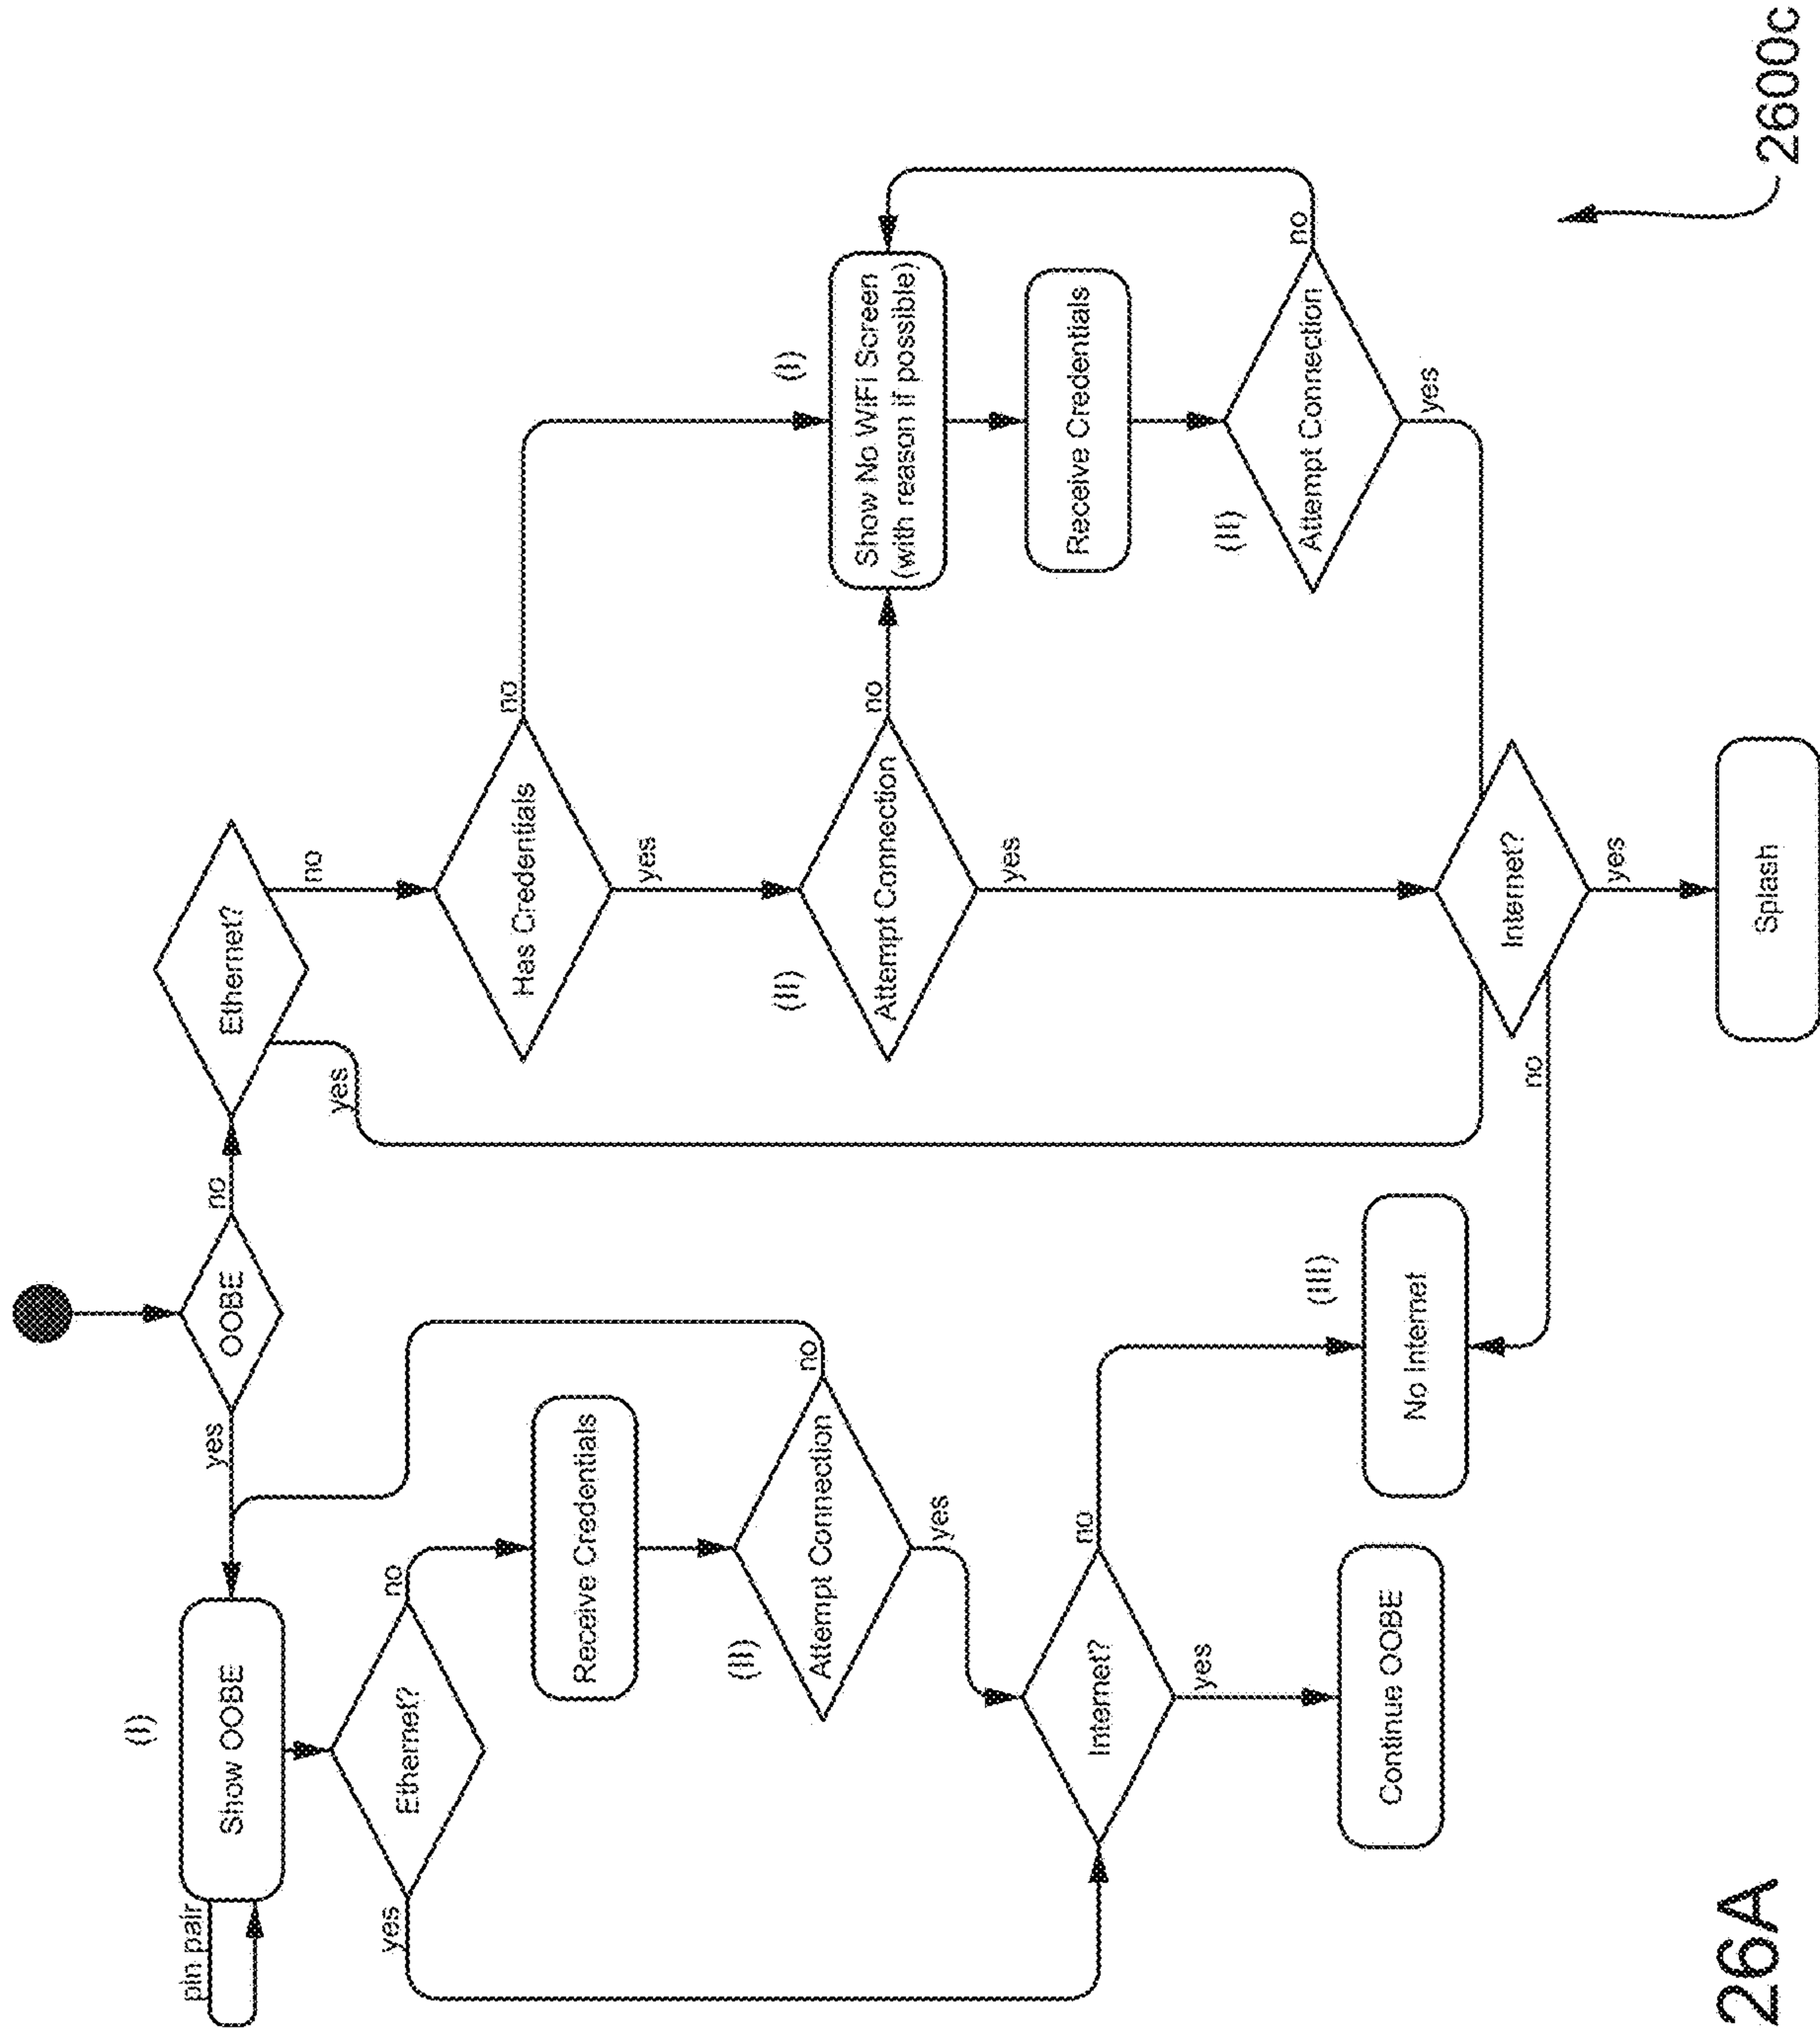 OOBE
yes
no
(I)
pin pair
Show OOBE
Ethernet?
yes
no
Receive Credentials
(II)
Attempt Connection
no
yes
Internet?
no
yes
Continue OOBE
(III)
No Internet
Ethernet?
yes
no
Has Credentials
no
yes
(II)
Attempt Connection
no
yes
(I)
Show No WiFi Screen
(with reason if possible)
Receive Credentials
(II)
Attempt Connection
no
yes
Internet?
no
yes
Splash
26A
2600c